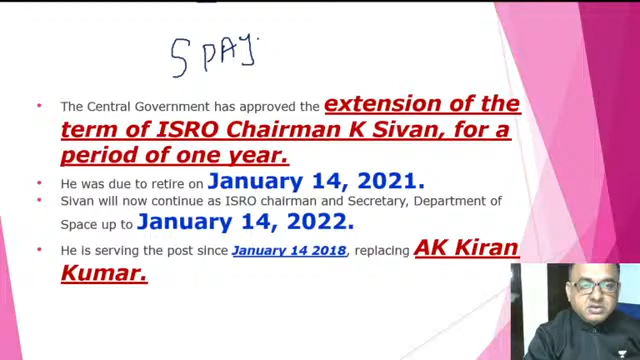 SPAJ
The Central Government has approved the extension of the
term of ISRO Chairman K Sivan, for a
period of one year.
He was due to retire on January 14, 2021.
Sivan will now continue as ISRO chairman and Secretary, Department of
Space up to January 14, 2022.
He is serving the post since January 14 2018, replacing AK Kiran
Kumar.